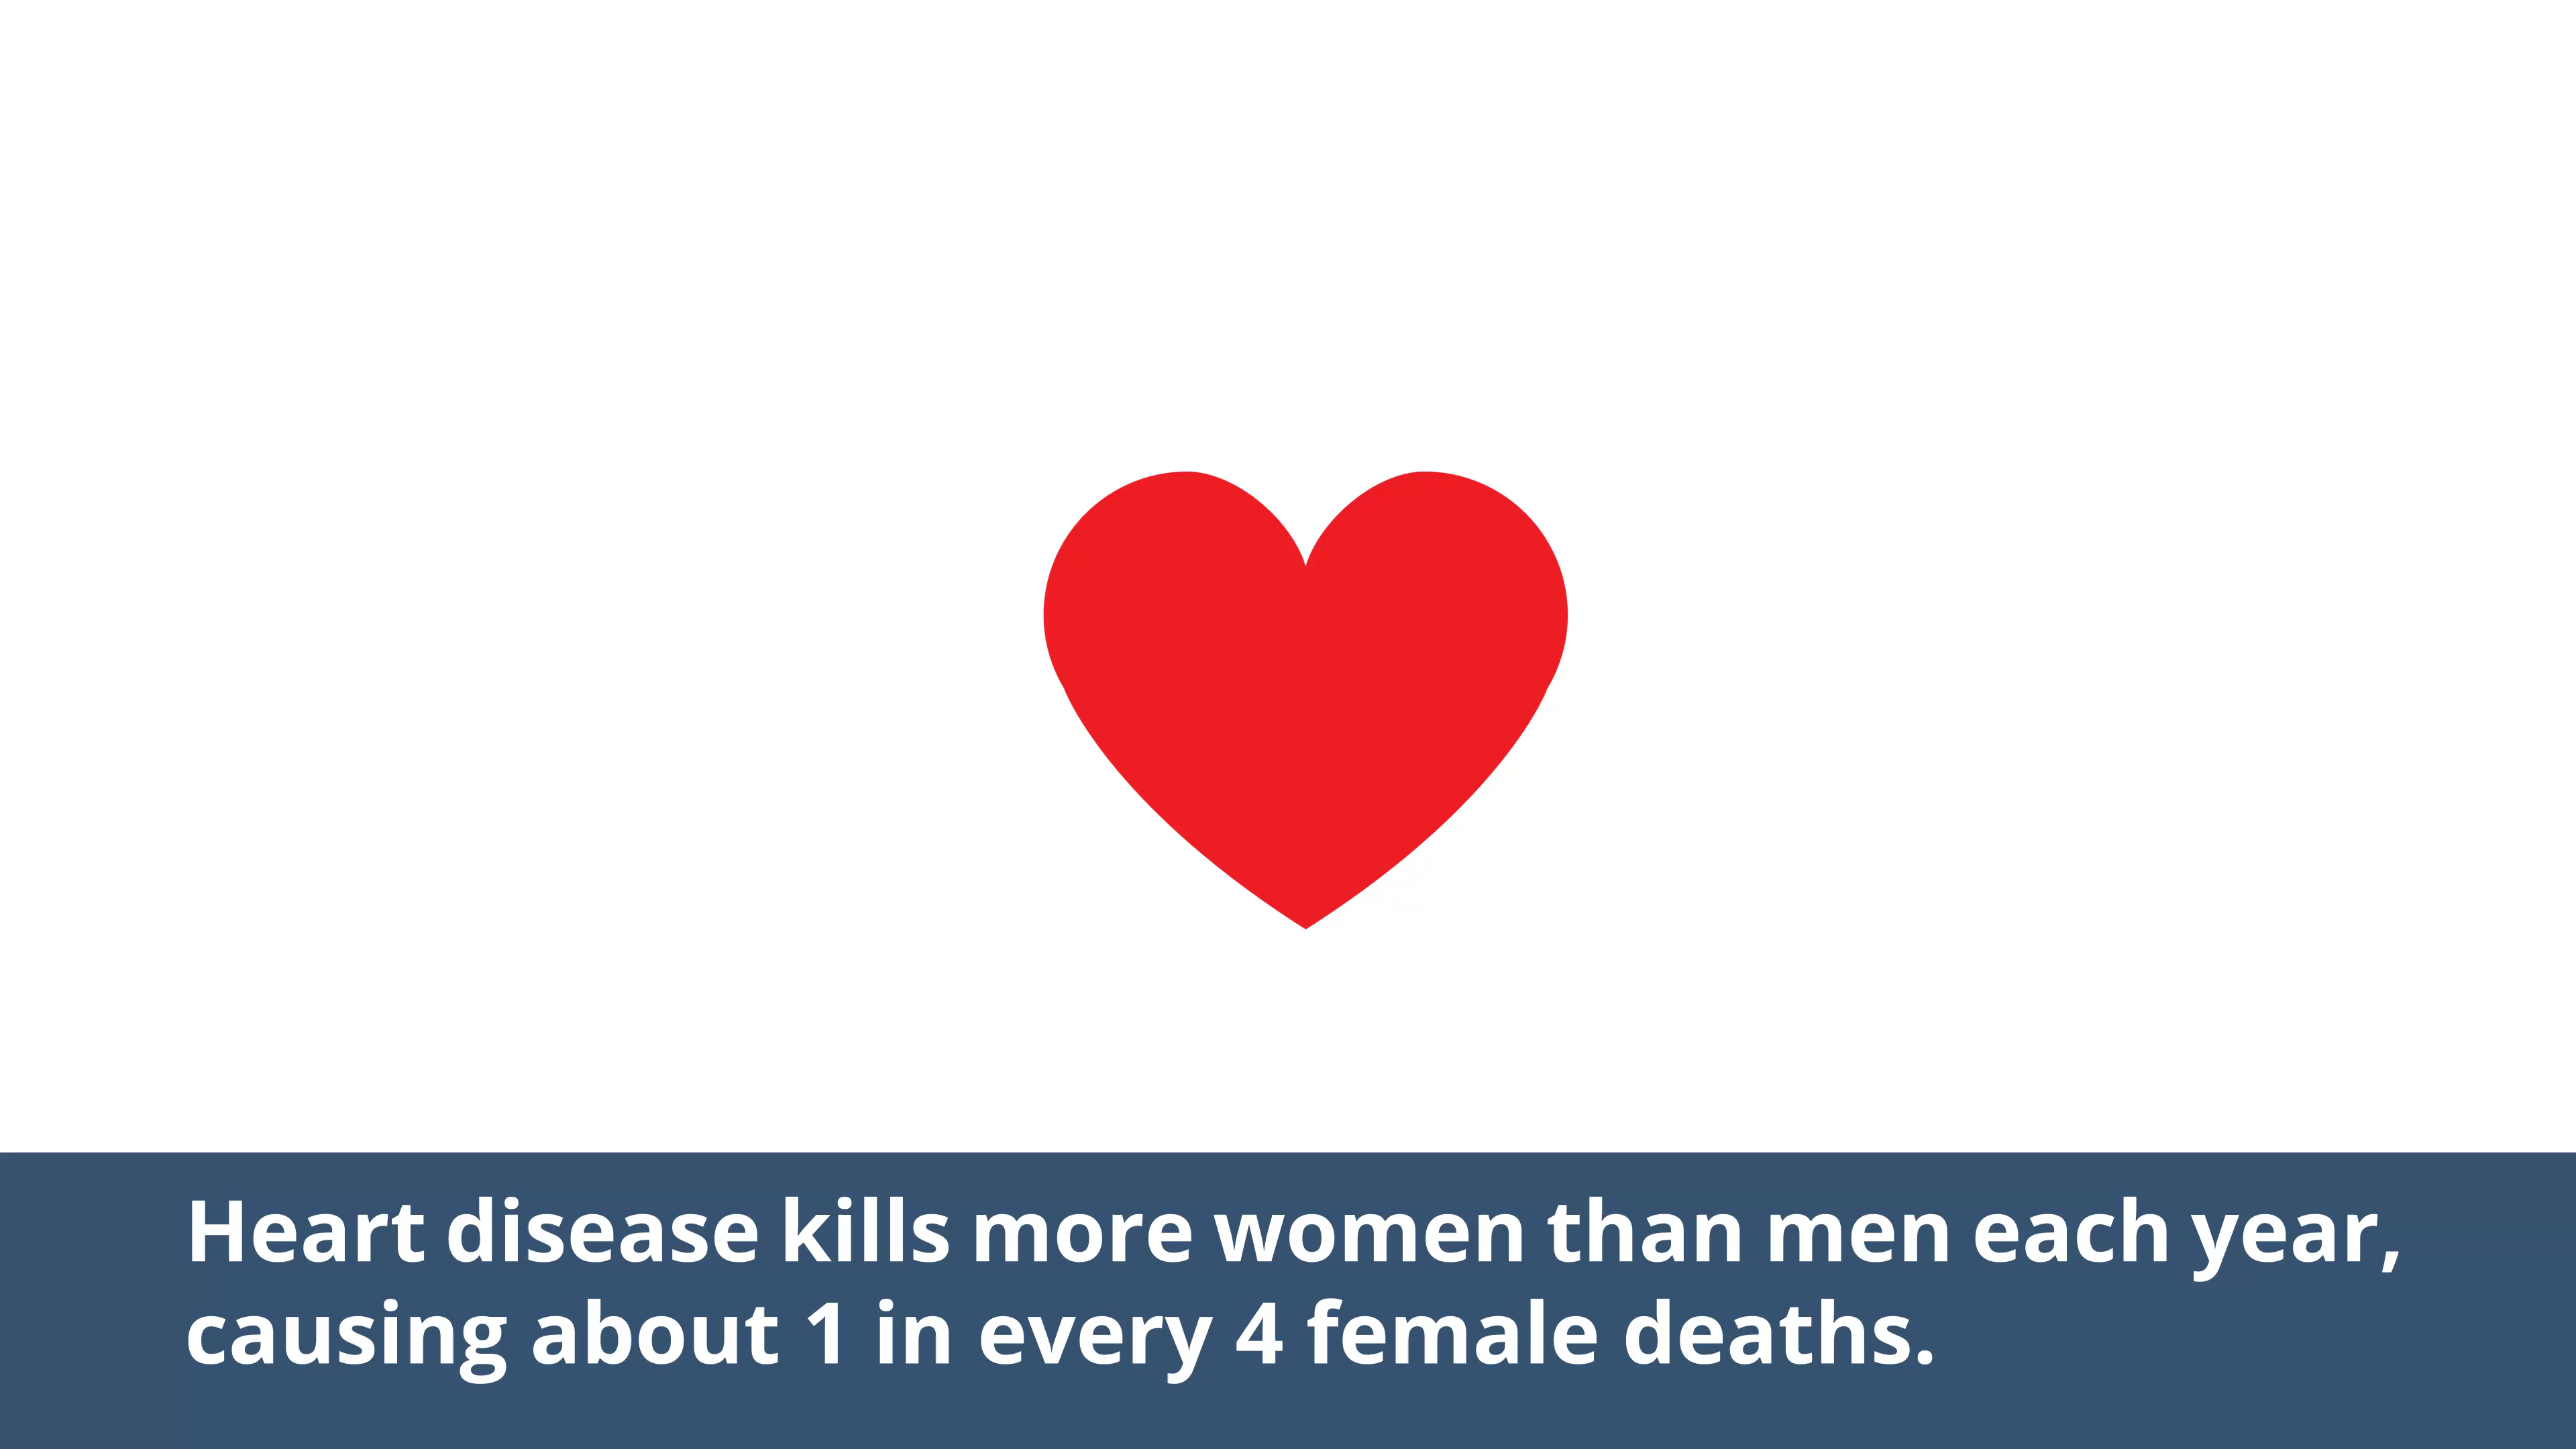 Heart disease kills more women than men each year,
causing about 1 in every 4 female deaths.